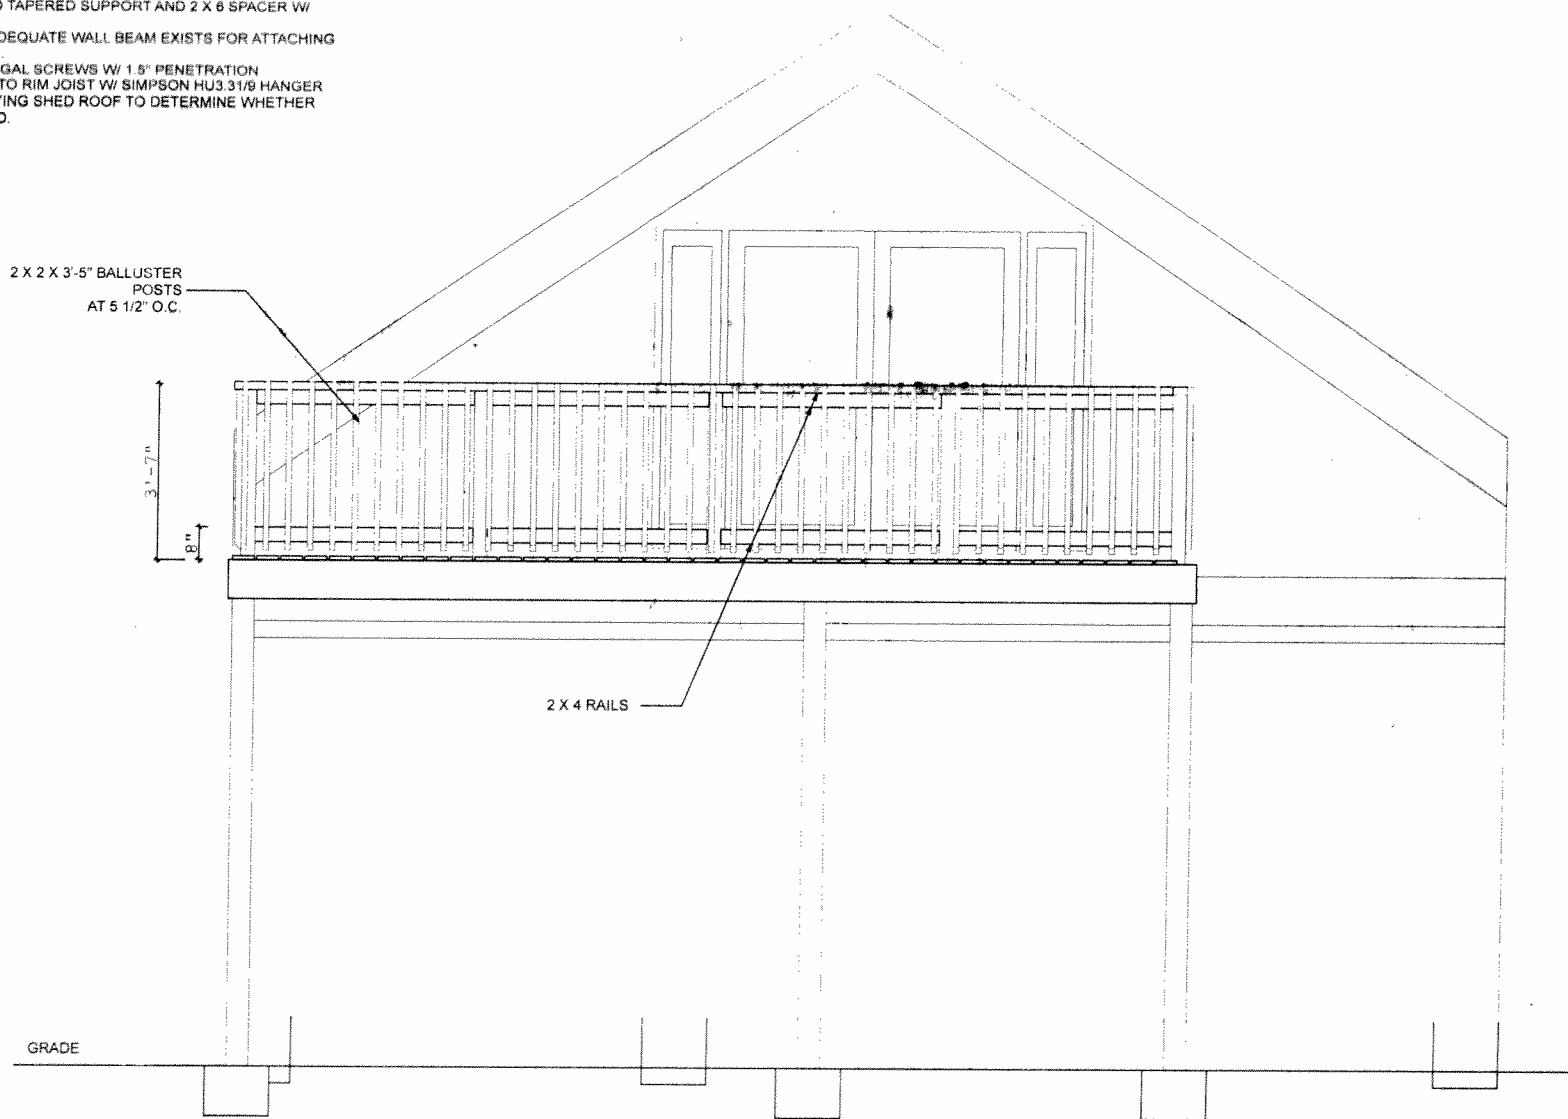 TAPERED SUPPORT AND 2 X 6 SPACER W/
DEQUATE WALL BEAM EXISTS FOR ATTACHING
GAL SCREWS W/ 1.5" PENETRATION
TO RIM JOIST W/ SIMPSON HU3.31/9 HANGER
YING SHED ROOF TO DETERMINE WHETHER
D.
2 X 2 X 3'-5" BALLUSTER
POSTS
AT 5 1/2" O.C.
3'-7"
8"
2 X 4 RAILS
GRADE